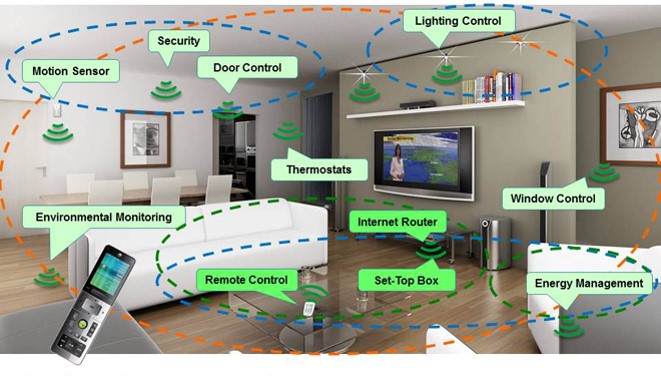 Lighting Control
Security
Door Control
Motion Sensor
Thermostats
Window Control
Environmental Monitoring
Internet Router
Remote Control
Set-Top Box
Energy Management